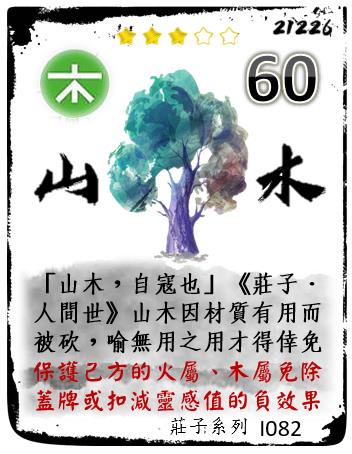 21226
木
60
山 木
「山木，自寇也」《莊子·
人間世》山木因材質有用而
被砍，喻無用之用才得倖免
保護己方的火屬、木屬免除
蓋牌或扣減靈感值的負效果
莊子系列 I082